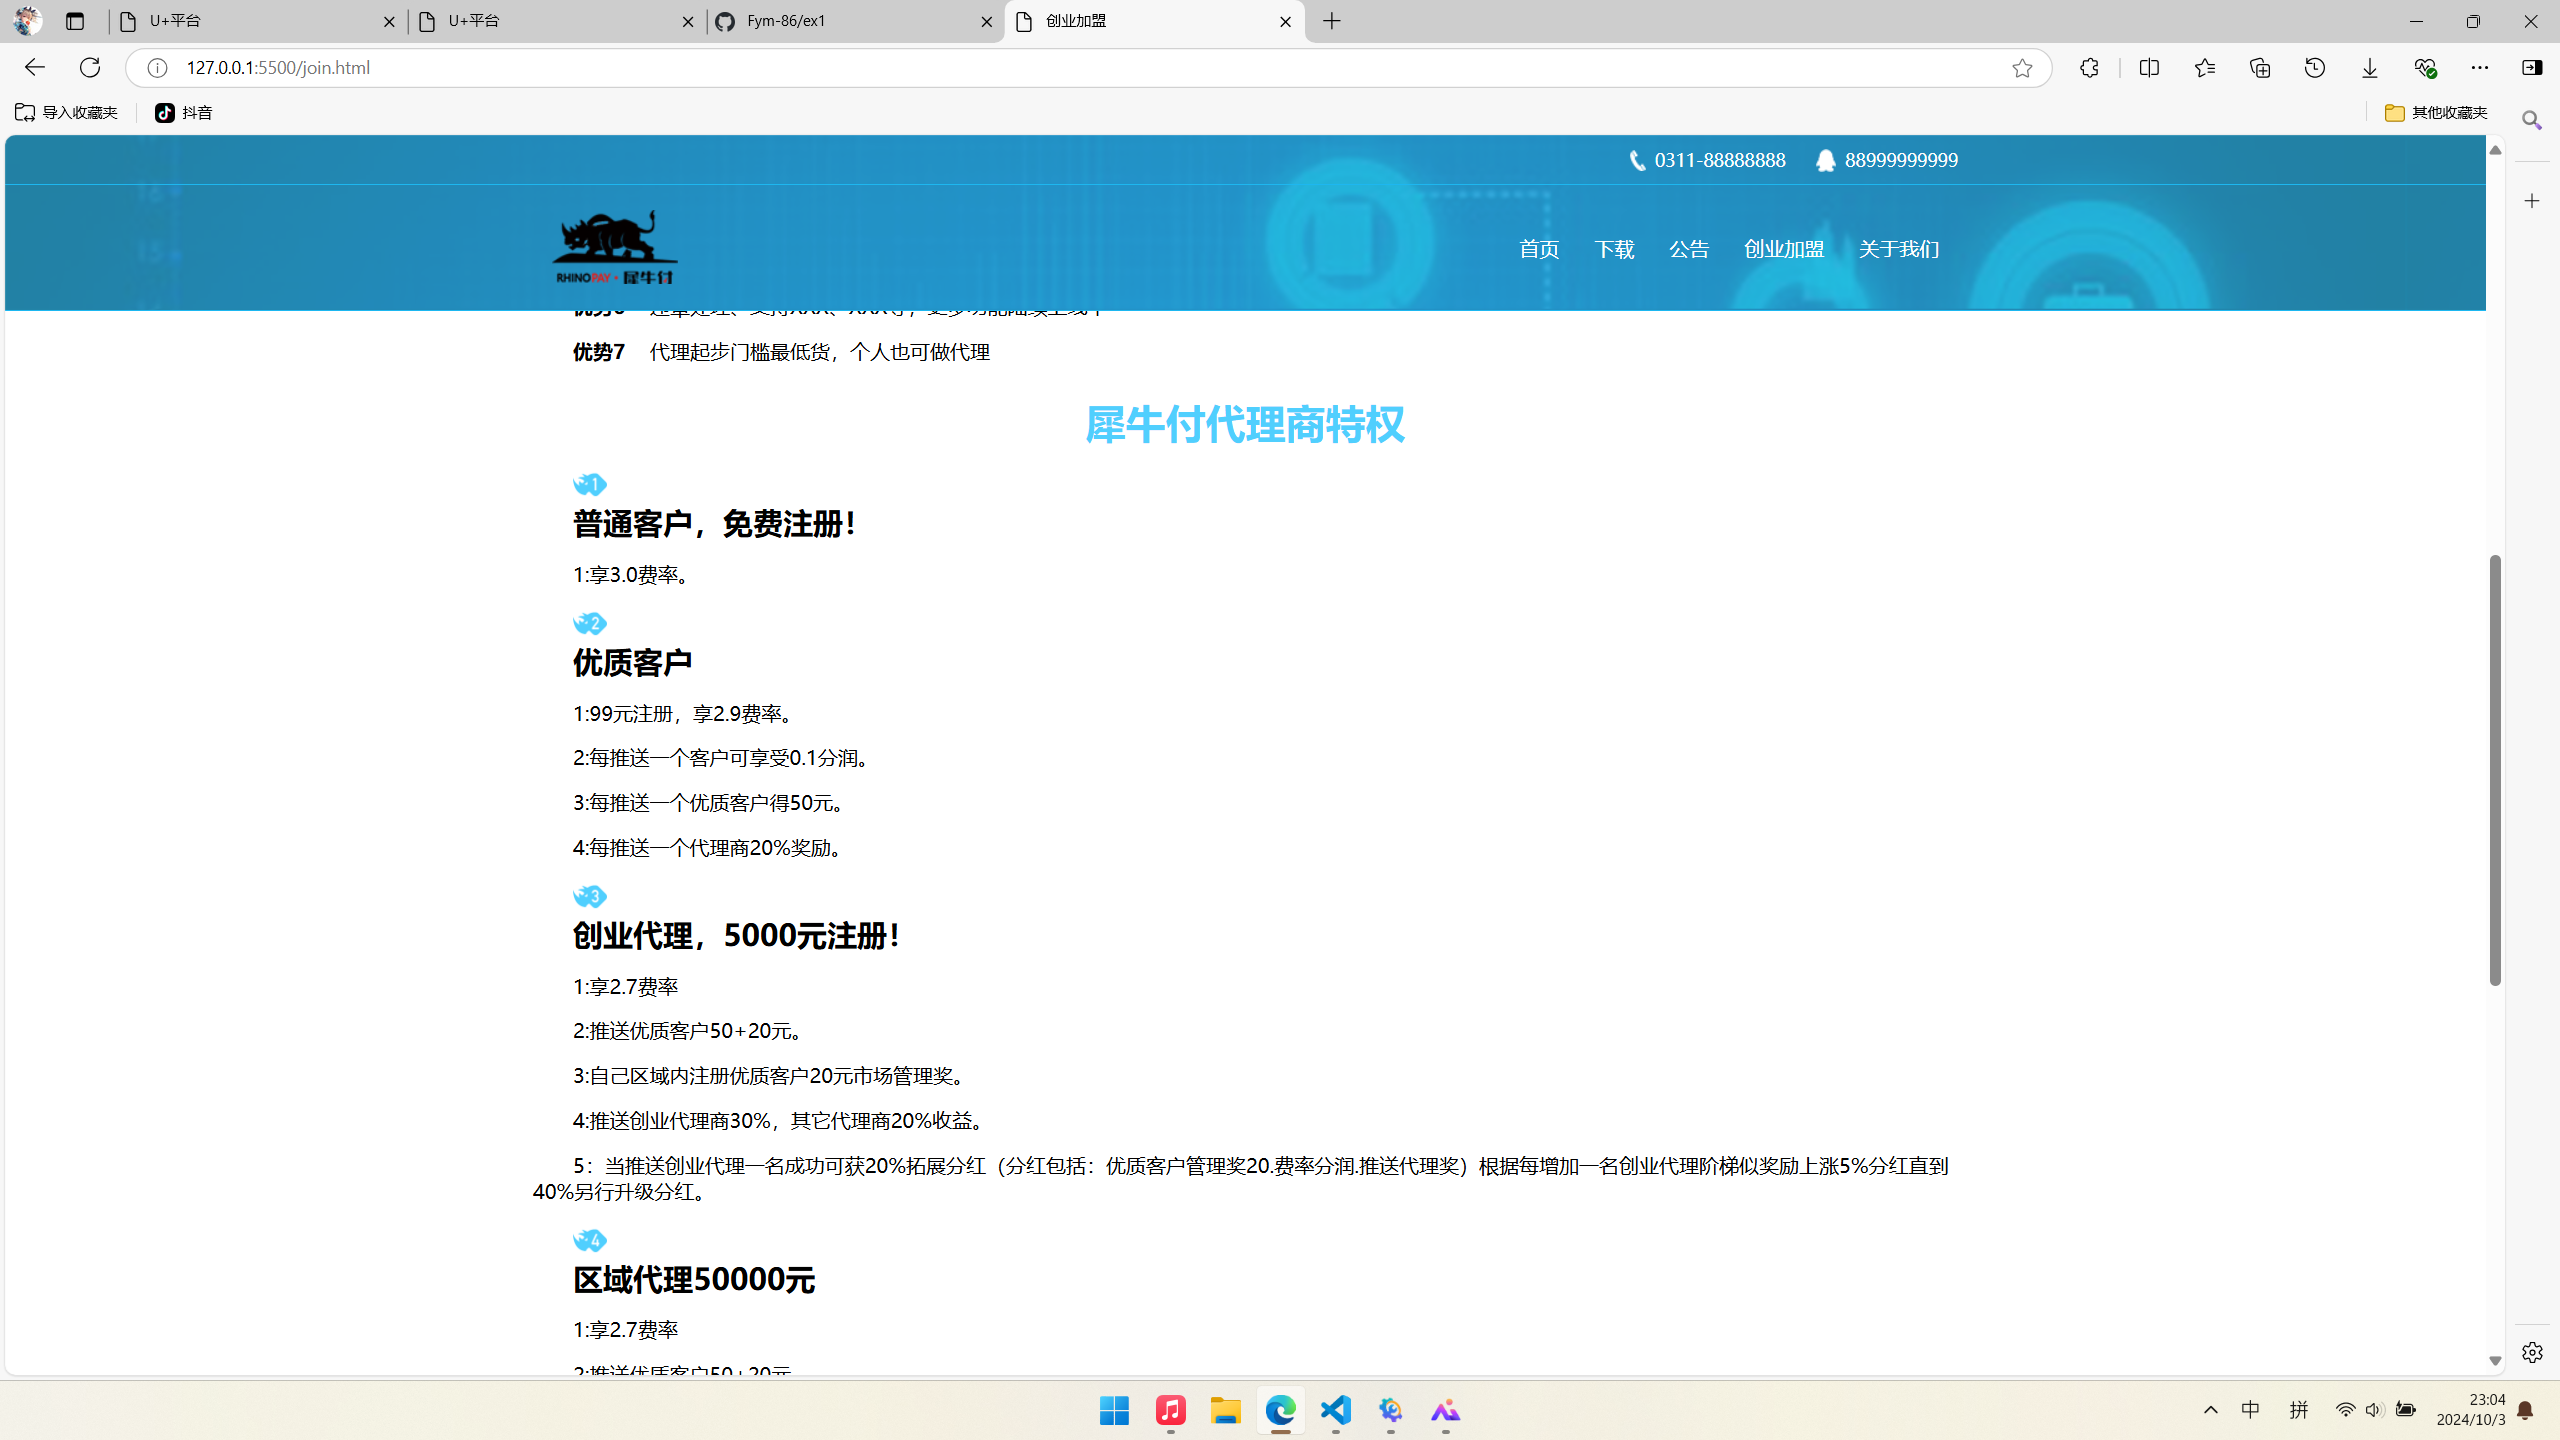 U+平台
U+平台
Fym-86/ex1
创业加盟
127.0.0.1:5500/join.html
导入收藏夹
抖音
其他收藏夹
0311-88888888
88999999999
RHINOPAY·犀牛付
首页 下载 公告 创业加盟 关于我们
优势7 代理起步门槛最低货，个人也可做代理
犀牛付代理商特权
1
普通客户，免费注册！
1:享3.0费率。
2
优质客户
1:99元注册，享2.9费率。
2:每推送一个客户可享受0.1分润。
3:每推送一个优质客户得50元。
4:每推送一个代理商20%奖励。
3
创业代理，5000元注册！
1:享2.7费率
2:推送优质客户50+20元。
3:自己区域内注册优质客户20元市场管理奖。
4:推送创业代理商30%，其它代理商20%收益。
5：当推送创业代理一名成功可获20%拓展分红（分红包括：优质客户管理奖20.费率分润.推送代理奖）根据每增加一名创业代理阶梯似奖励上涨5%分红直到
40%另行升级分红。
4
区域代理50000元
1:享2.7费率
2:推送优质客户50+20元
中
拼
23:04
2024/10/3